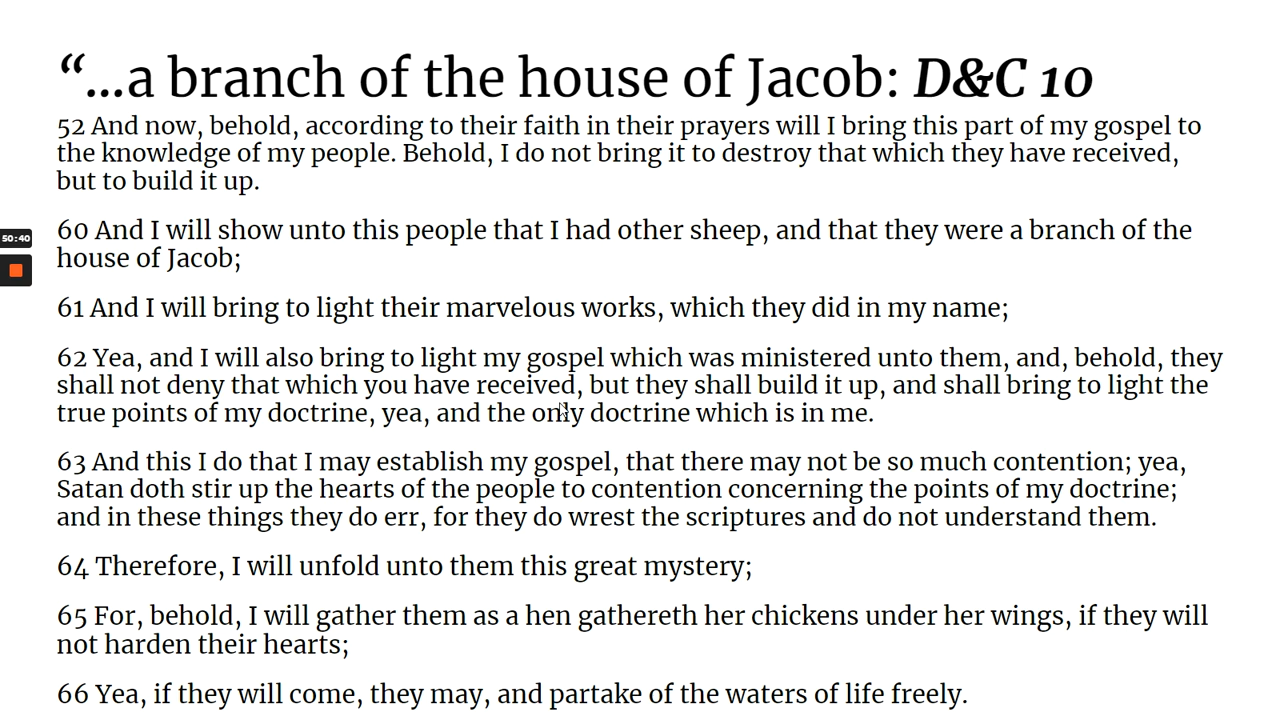 “...a branch of the house of Jacob: D&C 10
52 And now, behold, according to their faith in their prayers will I bring this part of my gospel to
the knowledge of my people. Behold, I do not bring it to destroy that which they have received,
but to build it up.
50:40
60 And I will show unto this people that I had other sheep, and that they were a branch of the
house of Jacob;
61 And I will bring to light their marvelous works, which they did in my name;
62 Yea, and I will also bring to light my gospel which was ministered unto them, and, behold, they
shall not deny that which you have received, but they shall build it up, and shall bring to light the
true points of my doctrine, yea, and the only doctrine which is in me.
63 And this I do that I may establish my gospel, that there may not be so much contention; yea,
Satan doth stir up the hearts of the people to contention concerning the points of my doctrine;
and in these things they do err, for they do wrest the scriptures and do not understand them.
64 Therefore, I will unfold unto them this great mystery;
65 For, behold, I will gather them as a hen gathereth her chickens under her wings, if they will
not harden their hearts;
66 Yea, if they will come, they may, and partake of the waters of life freely.